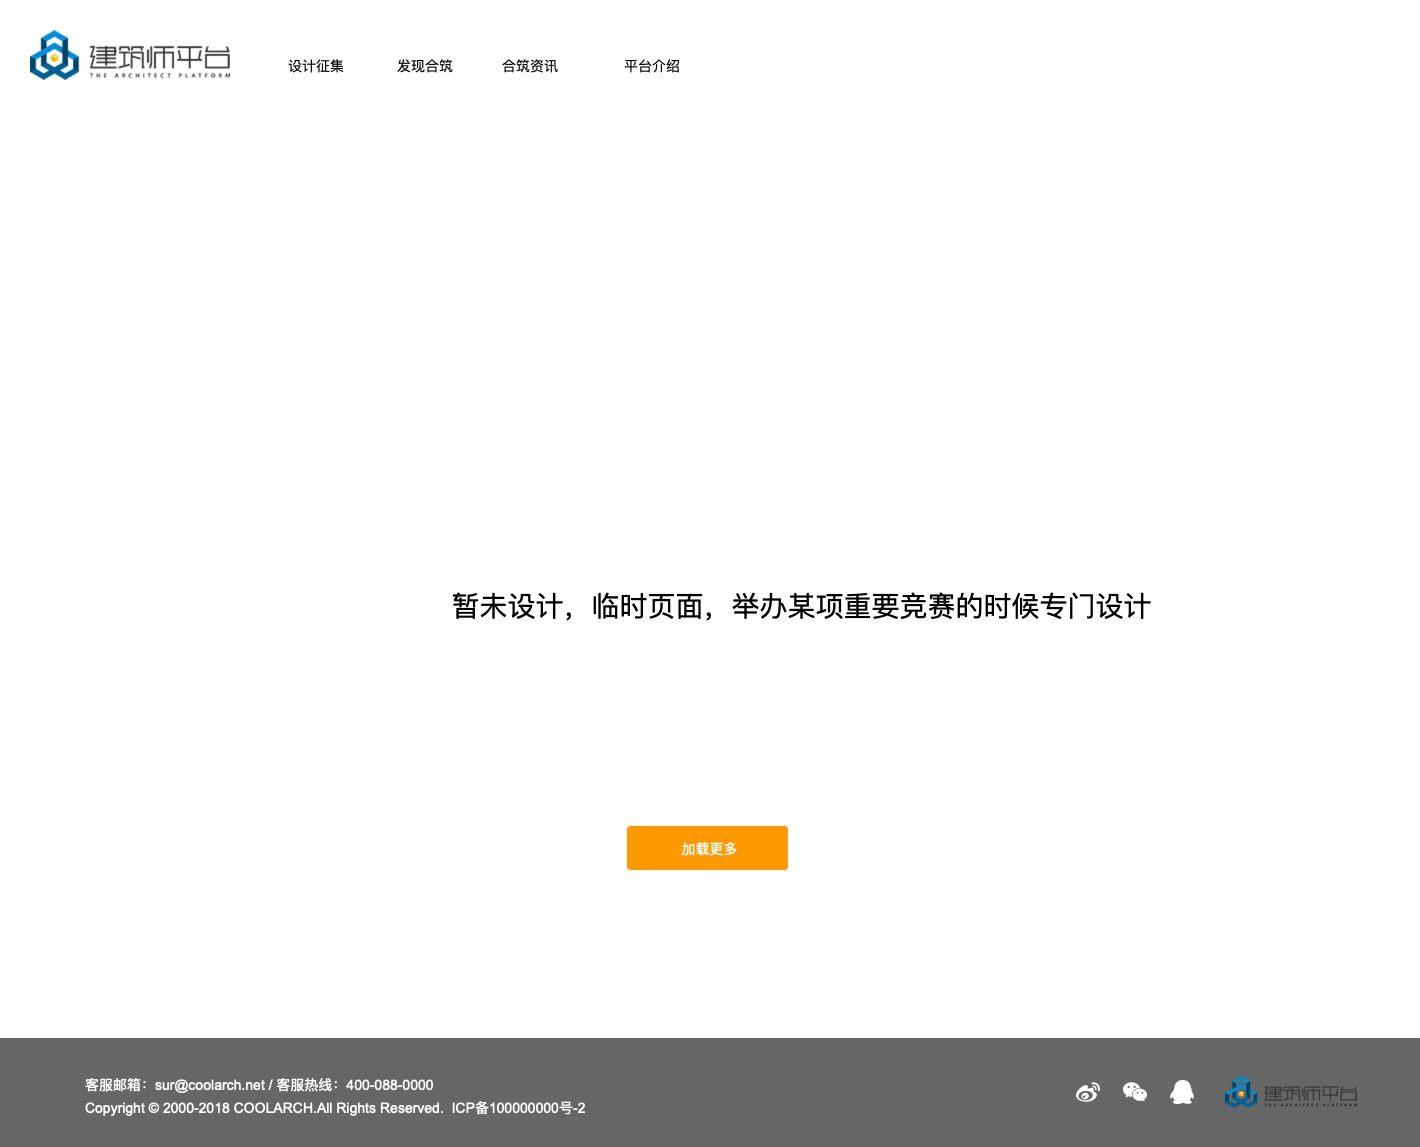 建筑师平台
THE ARCHITECT PLATFORM
设计征集 发现合筑 合筑资讯 平台介绍
暂未设计，临时页面，举办某项重要竞赛的时候专门设计
加载更多
客服邮箱：sur@coolarch.net / 客服热线：400-088-0000
Copyright © 2000-2018 COOLARCH.All Rights Reserved. ICP备100000000号-2
建筑师平台
THE ARCHITECT PLATFORM